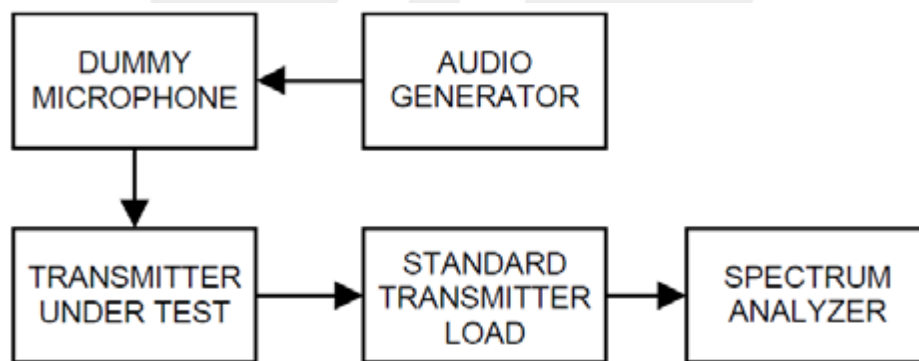 DUMMY
MICROPHONE
AUDIO
GENERATOR
TRANSMITTER
UNDER TEST
STANDARD
TRANSMITTER
LOAD
SPECTRUM
ANALYZER